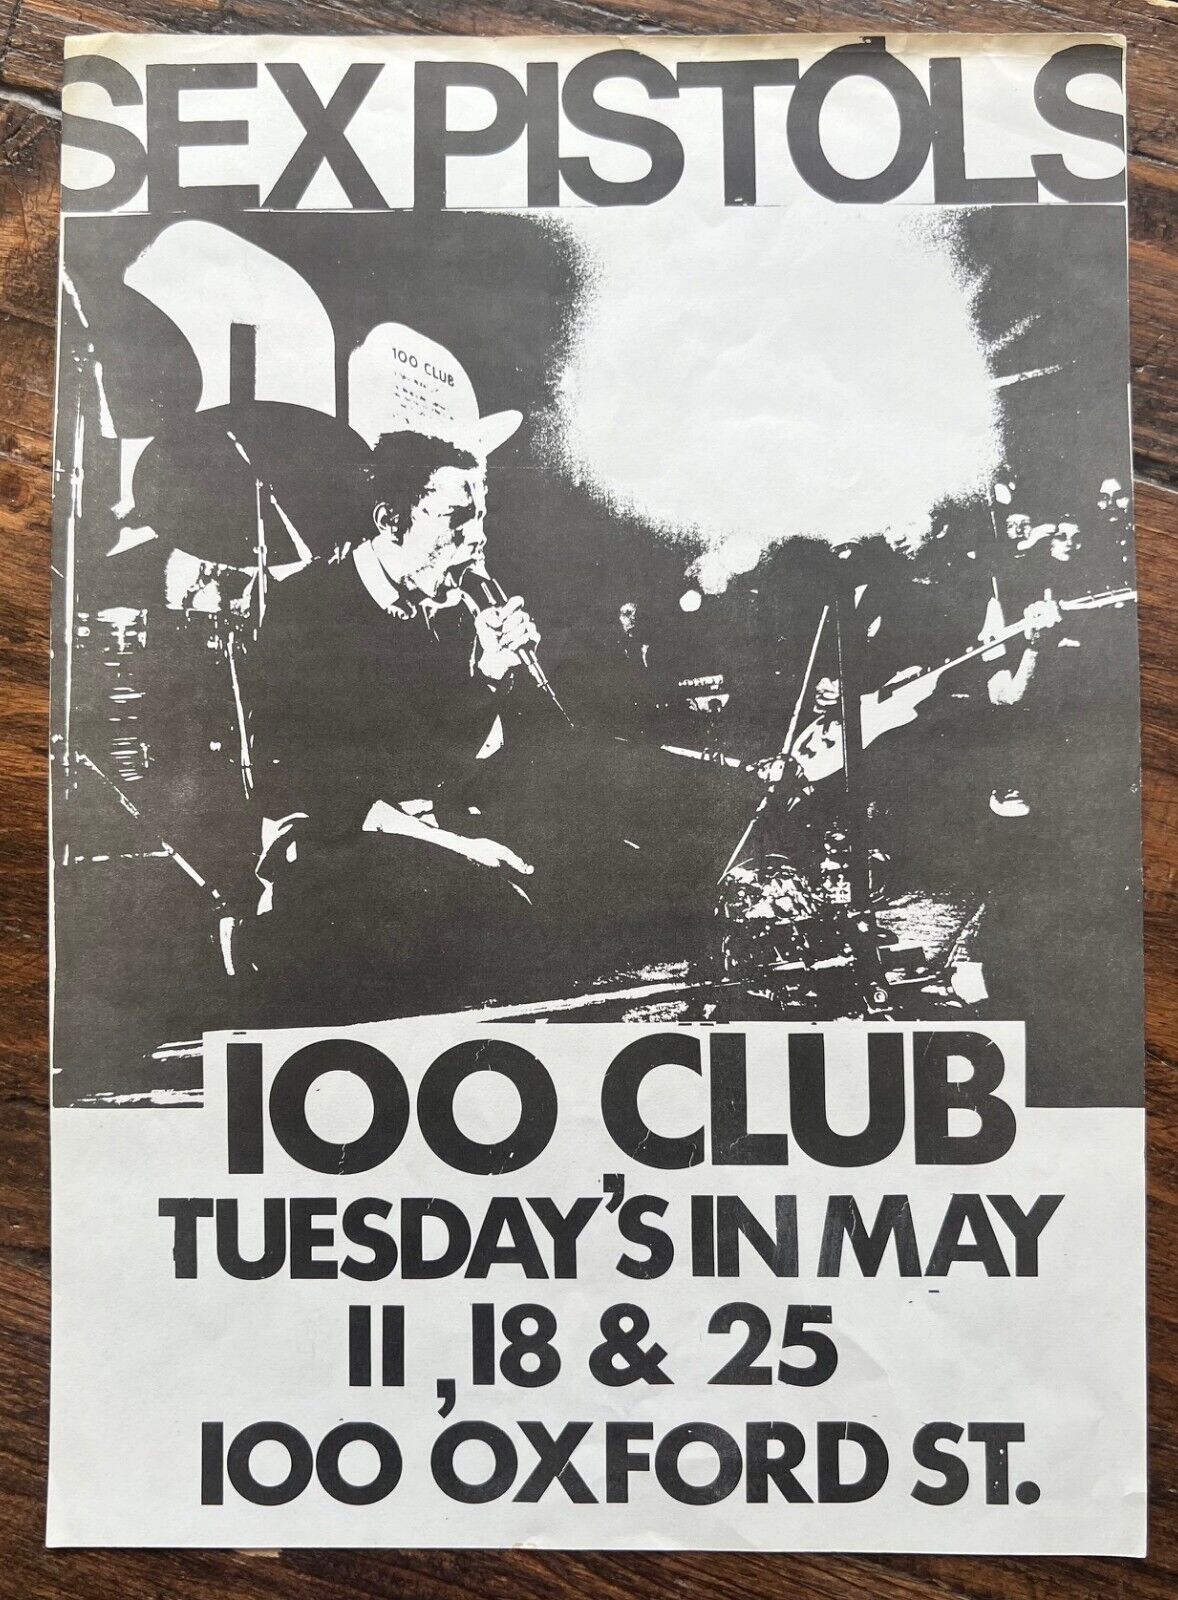 SEX PISTOLS
100 CLUB
100 CLUB
TUESDAY'S IN MAY
11, 18 & 25
100 OXFORD ST.